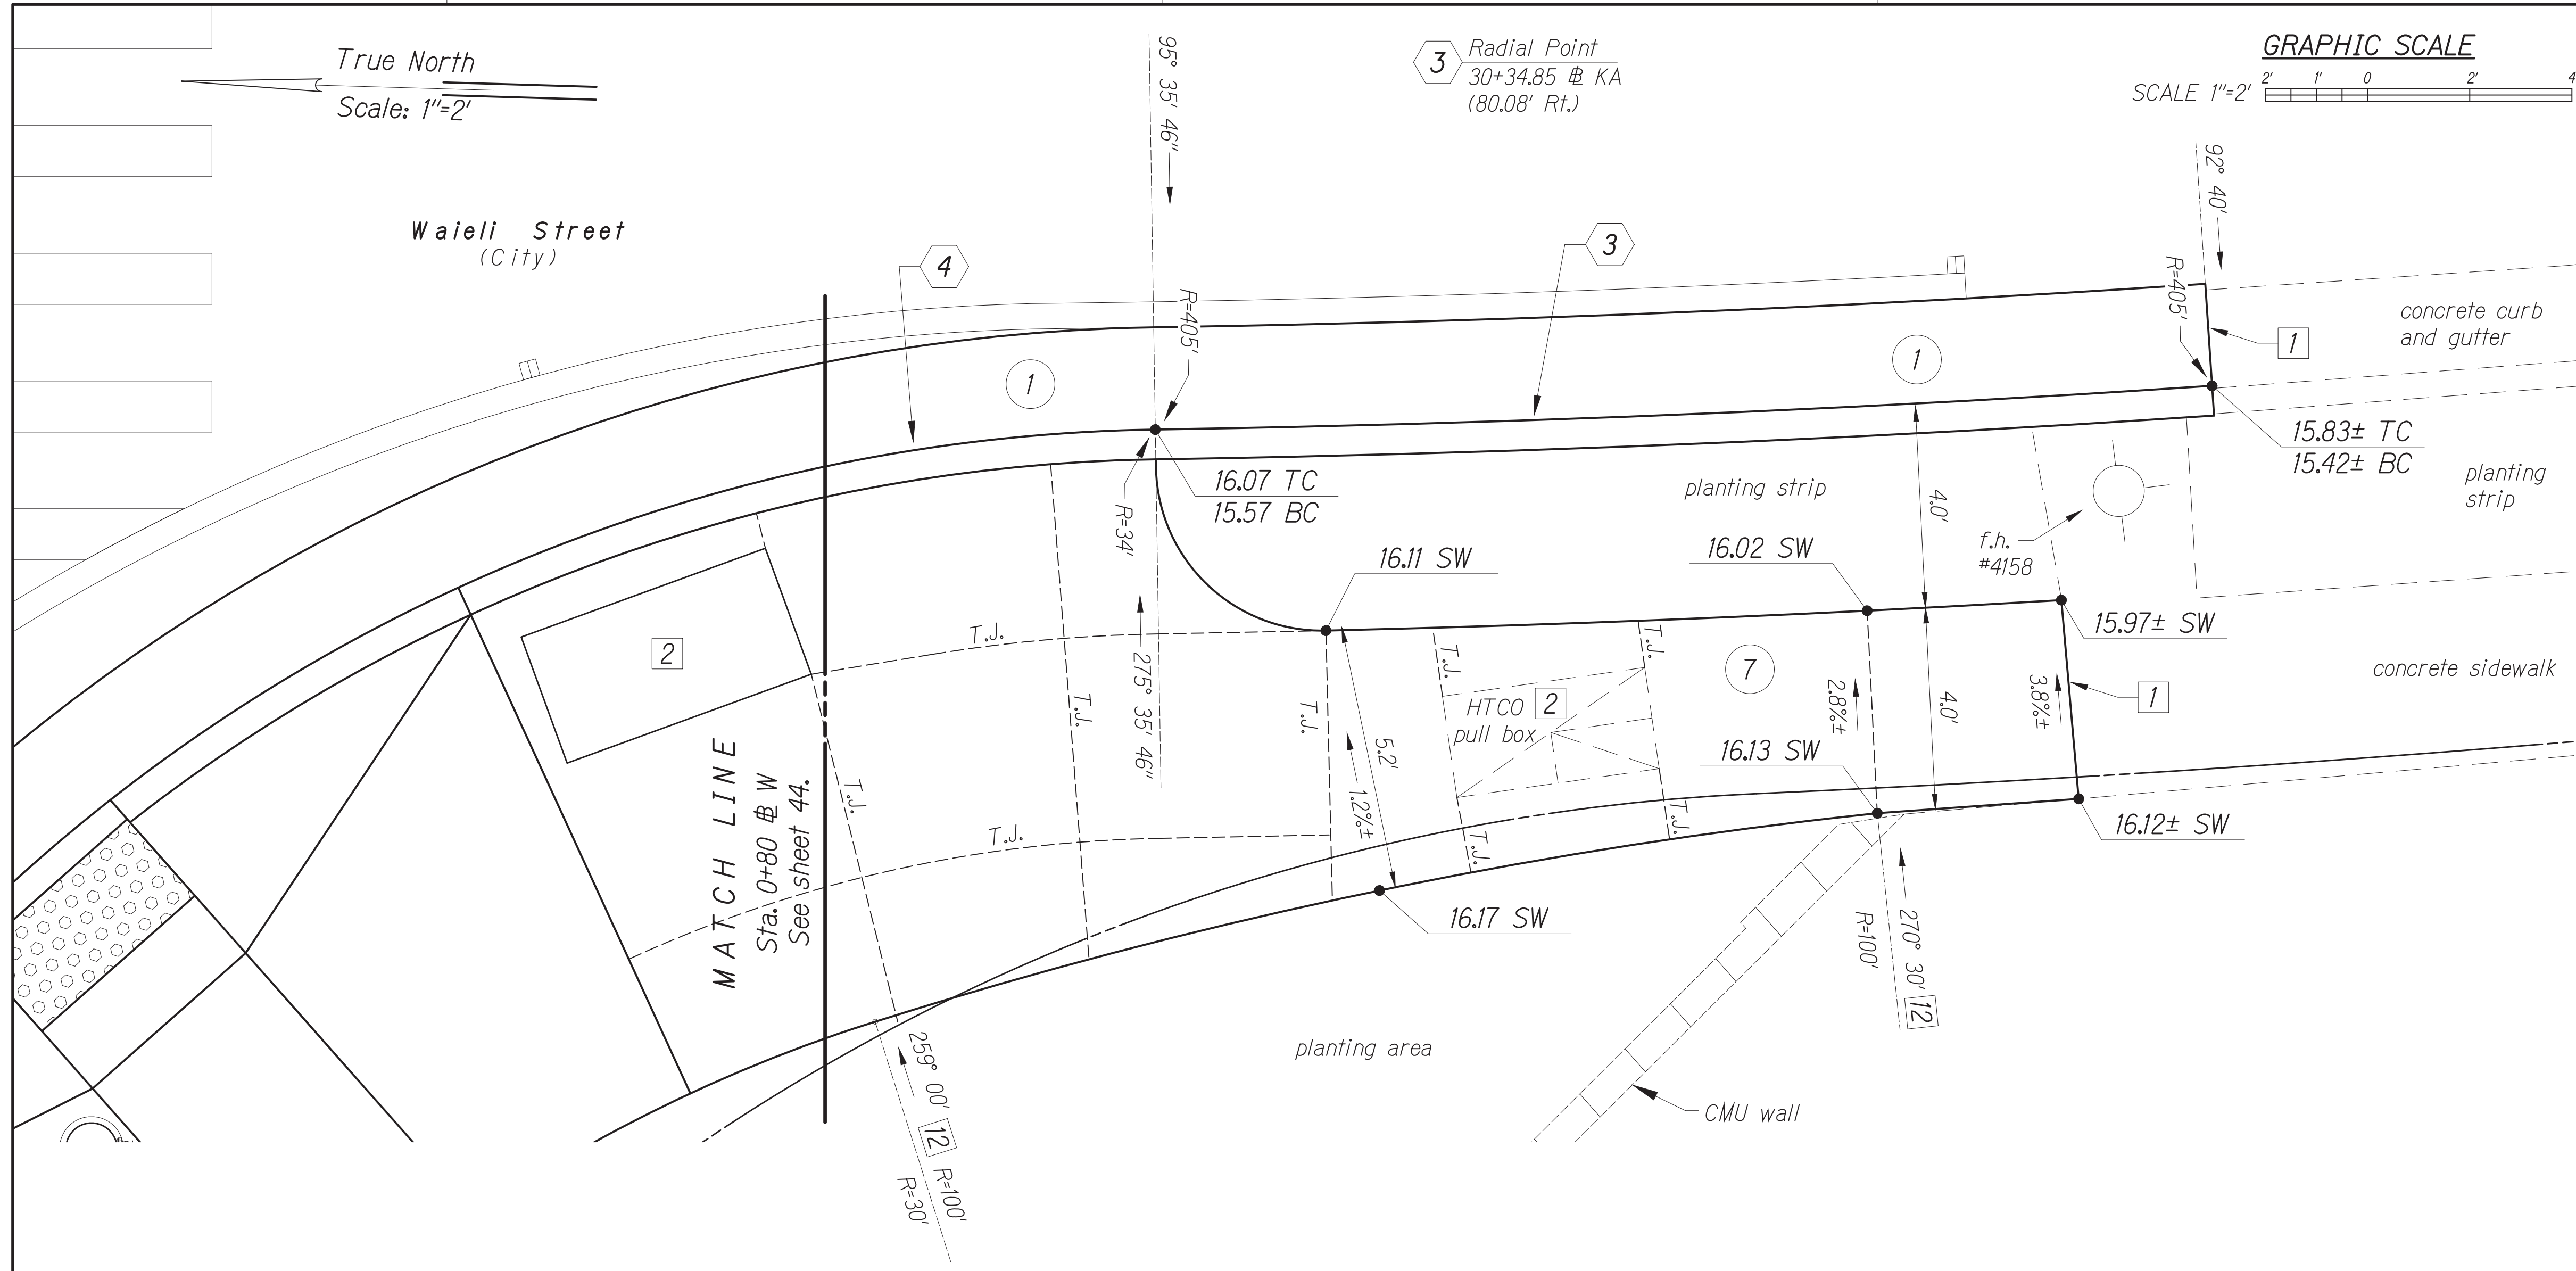 True North
Scale: 1"=2'
Waieli Street
(City)
95° 35' 46"
3
Radial Point
30+34.85 ⅊ KA
(80.08' Rt.)
GRAPHIC SCALE
2' 1' 0 2' 4
SCALE 1"=2'
92° 40'
4
3
R=405'
R=405'
1
1
1
concrete curb
and gutter
15.83± TC
15.42± BC
16.07 TC
15.57 BC
R=34'
planting strip
4.0'
planting
strip
f.h.
#4158
16.11 SW
16.02 SW
15.97± SW
T.J.
2
275° 35' 46"
T.J.
T.J.
T.J.
T.J.
HTCO 2
pull box
7
2.8%±
4.0'
3.8%±
1
concrete sidewalk
5.2'
1.2%±
16.13 SW
16.12± SW
MATCH LINE
Sta. 0+80 ⅊ W
See sheet 44.
T.J.
T.J.
T.J.
T.J.
16.17 SW
R=100'
270° 30' 12
planting area
259° 00' 12 R=100'
R=30'
CMU wall